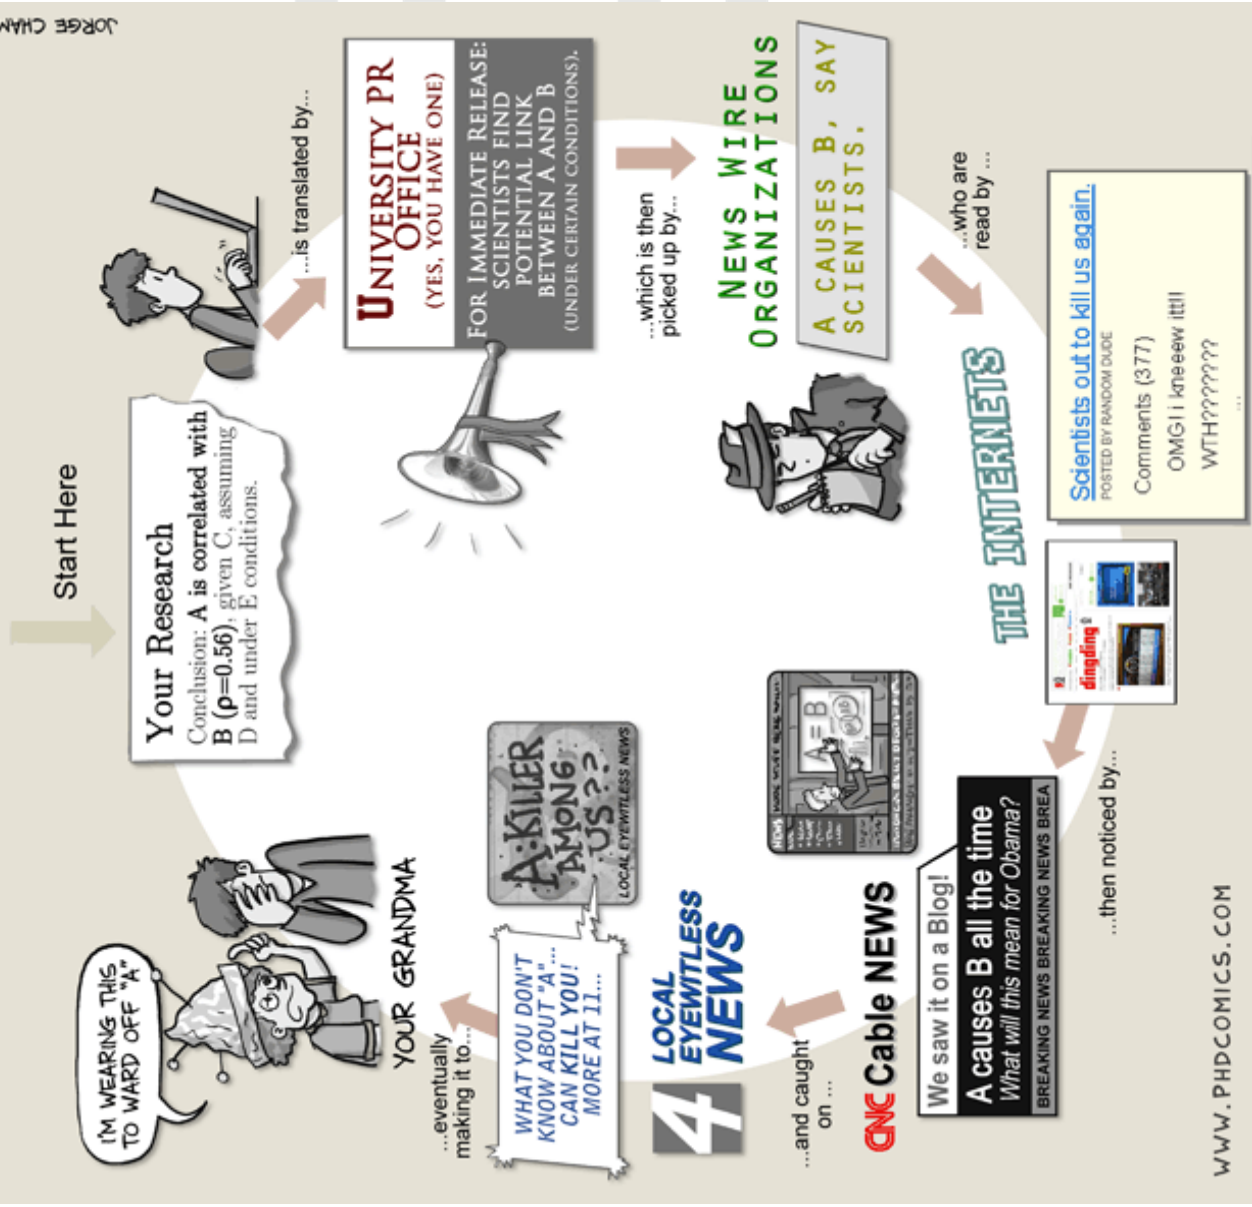 JORGE CHAM
Start Here
Your Research
Conclusion: A is correlated with
B (ρ=0.56), given C, assuming
D and under E conditions.
...is translated by...
UNIVERSITY PR
OFFICE
(YES, YOU HAVE ONE)
FOR IMMEDIATE RELEASE:
SCIENTISTS FIND
POTENTIAL LINK
BETWEEN A AND B
(UNDER CERTAIN CONDITIONS).
...which is then
picked up by...
NEWS WIRE
ORGANIZATIONS
A CAUSES B, SAY
SCIENTISTS.
...who are
read by ...
THE INTERNETS
Scientists out to kill us again.
POSTED BY RANDOM DUDE
Comments (377)
OMG! i kneeew itt!!
WTH???????
...
dingding
...then noticed by...
CNC Cable NEWS
We saw it on a Blog!
A causes B all the time
What will this mean for Obama?
BREAKING NEWS BREAKING NEWS BREA
NEWS
A=B
...and caught
on ...
4 LOCAL
EYEWITLESS
NEWS
WHAT YOU DON'T
KNOW ABOUT "A"...
CAN KILL YOU!
MORE AT 11...
A:KILLER
AMONG
US??
LOCAL EYEWITLESS NEWS
...eventually
making it to...
YOUR GRANDMA
I'M WEARING THIS
TO WARD OFF "A"
WWW.PHDCOMICS.COM